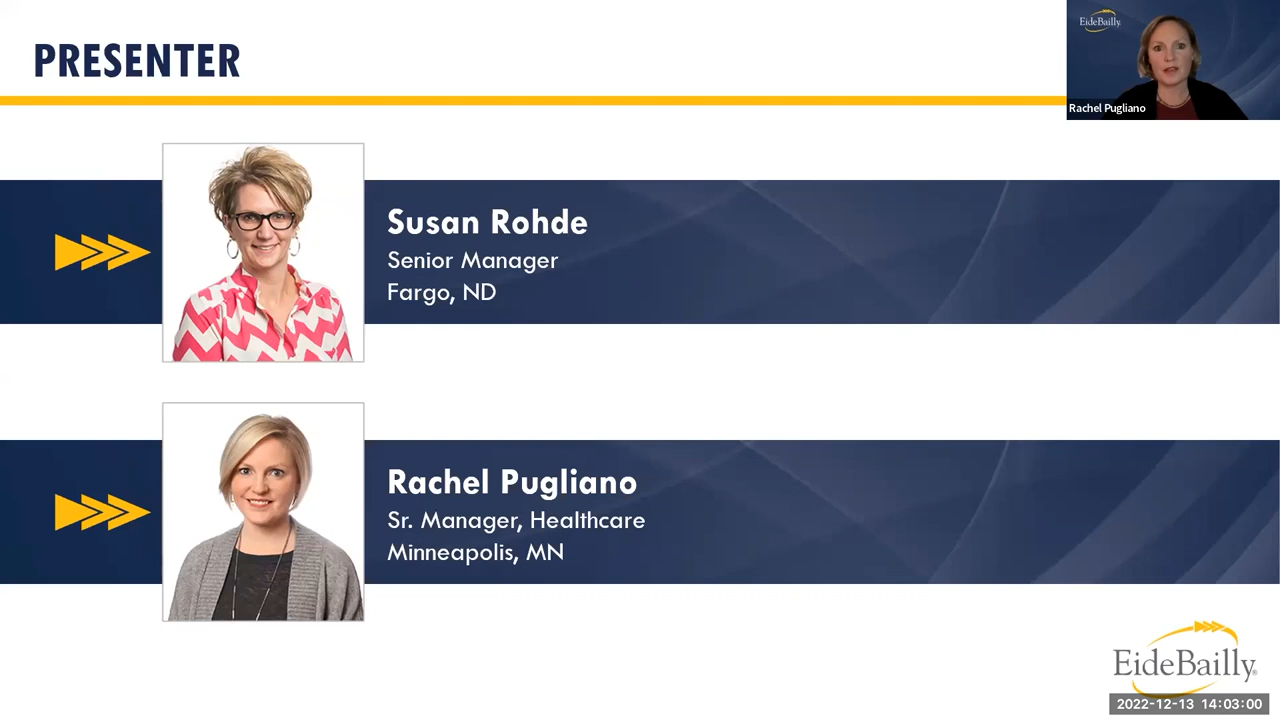 PRESENTER
EideBailly.
Rachel Pugliano
Susan Rohde
Senior Manager
Fargo, ND
Rachel Pugliano
Sr. Manager, Healthcare
Minneapolis, MN
EideBailly®
2022-12-13 14:03:00